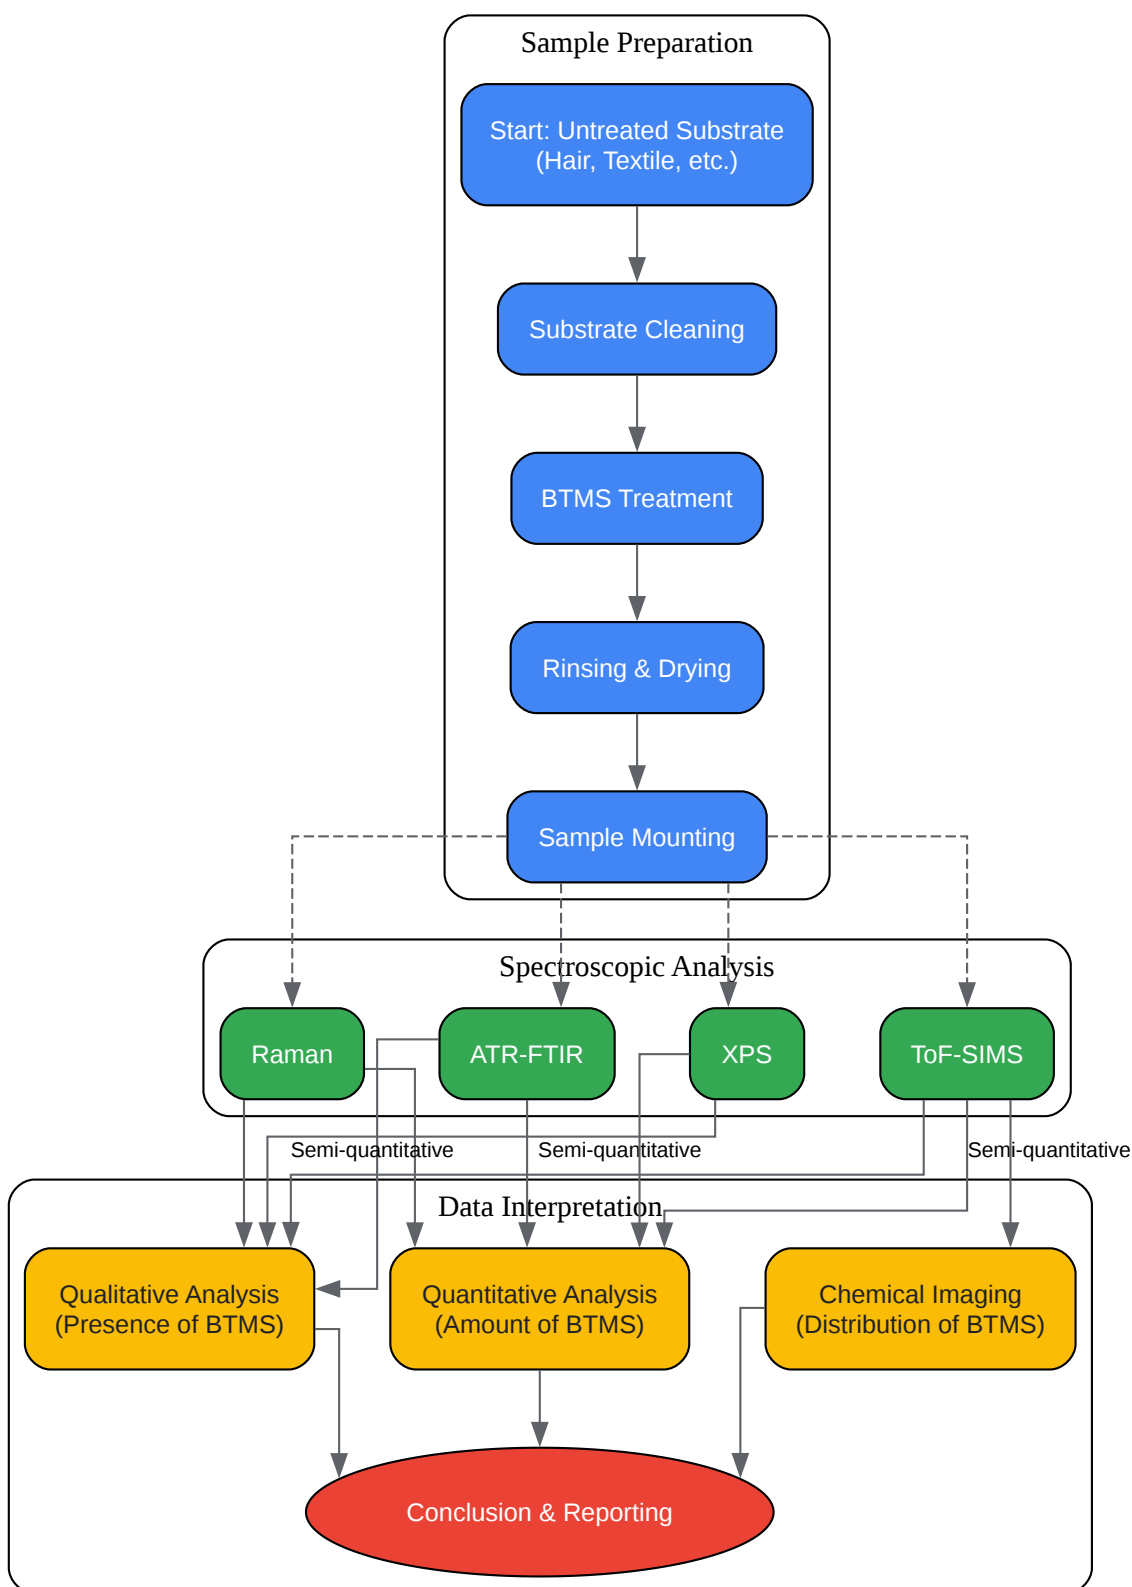 Sample Preparation
Start: Untreated Substrate
(Hair, Textile, etc.)
Substrate Cleaning
BTMS Treatment
Rinsing & Drying
Sample Mounting
Spectroscopic Analysis
Raman
ATR-FTIR
XPS
ToF-SIMS
Semi-quantitative
Semi-quantitative
Semi-quantitative
Data Interpretation
Qualitative Analysis
(Presence of BTMS)
Quantitative Analysis
(Amount of BTMS)
Chemical Imaging
(Distribution of BTMS)
Conclusion & Reporting